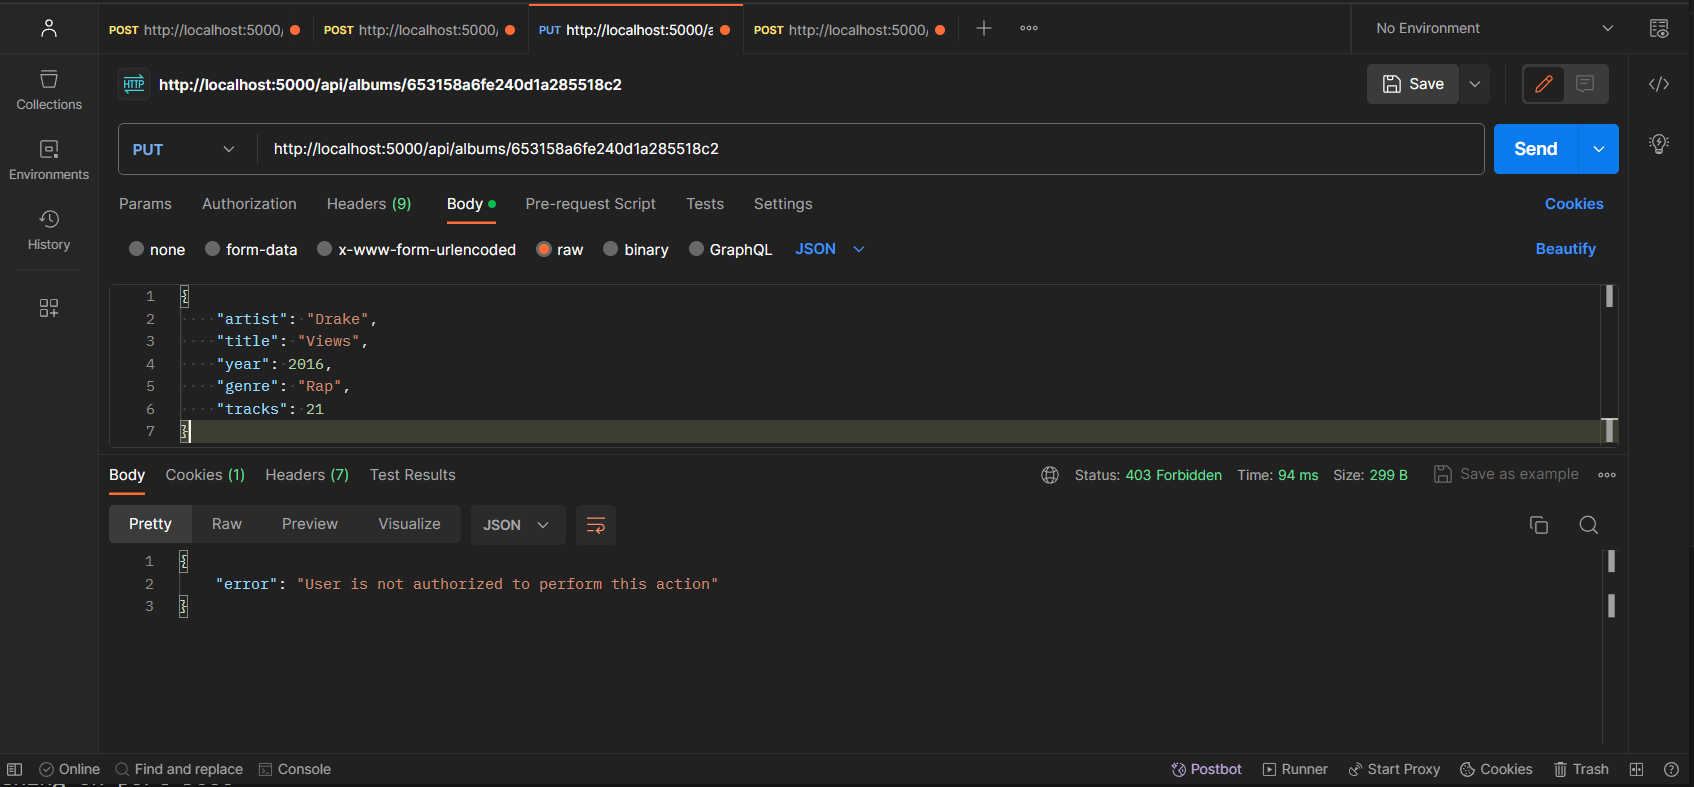 POST http://localhost:5000/
POST http://localhost:5000/
PUT http://localhost:5000/a
POST http://localhost:5000/
No Environment
HTTP http://localhost:5000/api/albums/653158a6fe240d1a285518c2
Save
Collections
Environments
History
PUT http://localhost:5000/api/albums/653158a6fe240d1a285518c2
Send
Params Authorization Headers (9) Body Pre-request Script Tests Settings
Cookies
none form-data x-www-form-urlencoded raw binary GraphQL JSON
Beautify
1 {
2 "artist": "Drake",
3 "title": "Views",
4 "year": 2016,
5 "genre": "Rap",
6 "tracks": 21
7 }
Body Cookies (1) Headers (7) Test Results
Status: 403 Forbidden Time: 94 ms Size: 299 B Save as example
Pretty Raw Preview Visualize JSON
1 {
2 "error": "User is not authorized to perform this action"
3 }
Online Find and replace Console
Postbot Runner Start Proxy Cookies Trash